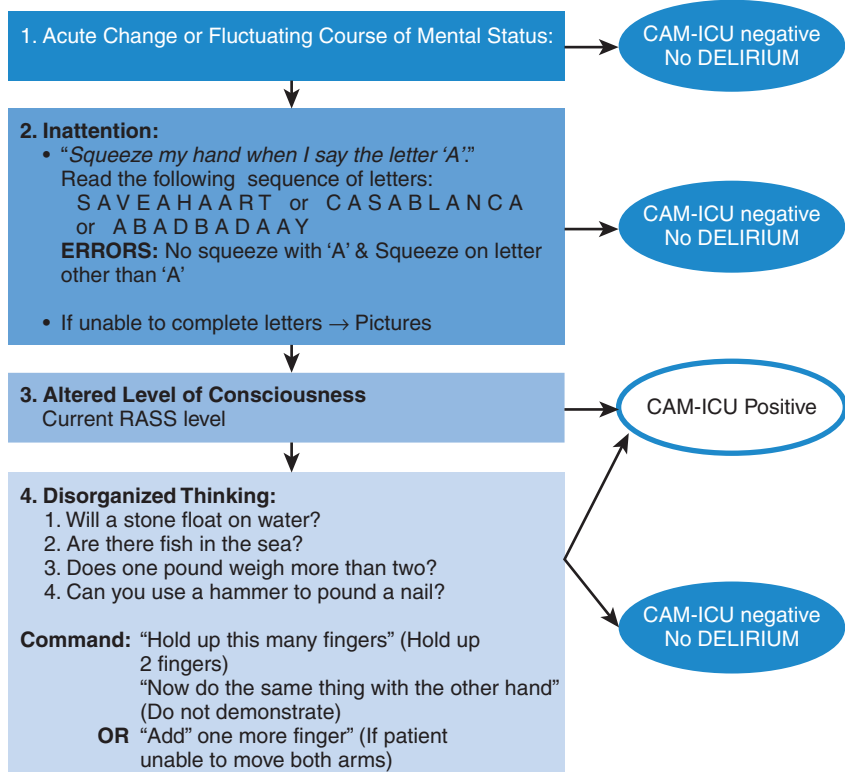 1. Acute Change or Fluctuating Course of Mental Status:
CAM-ICU negative
No DELIRIUM
2. Inattention:
• “Squeeze my hand when I say the letter ‘A’.”
Read the following sequence of letters:
S A V E A H A A R T or C A S A B L A N C A
or A B A D B A D A A Y
ERRORS: No squeeze with ‘A’ & Squeeze on letter
other than ‘A’
• If unable to complete letters → Pictures
CAM-ICU negative
No DELIRIUM
3. Altered Level of Consciousness
Current RASS level
CAM-ICU Positive
4. Disorganized Thinking:
1. Will a stone float on water?
2. Are there fish in the sea?
3. Does one pound weigh more than two?
4. Can you use a hammer to pound a nail?
Command: “Hold up this many fingers” (Hold up
2 fingers)
“Now do the same thing with the other hand”
(Do not demonstrate)
OR “Add” one more finger” (If patient
unable to move both arms)
CAM-ICU negative
No DELIRIUM